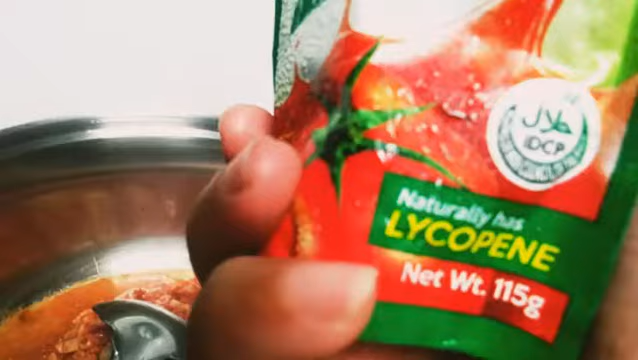 حلال
IDCP
Naturally has
LYCOPENE
Net Wt. 115g